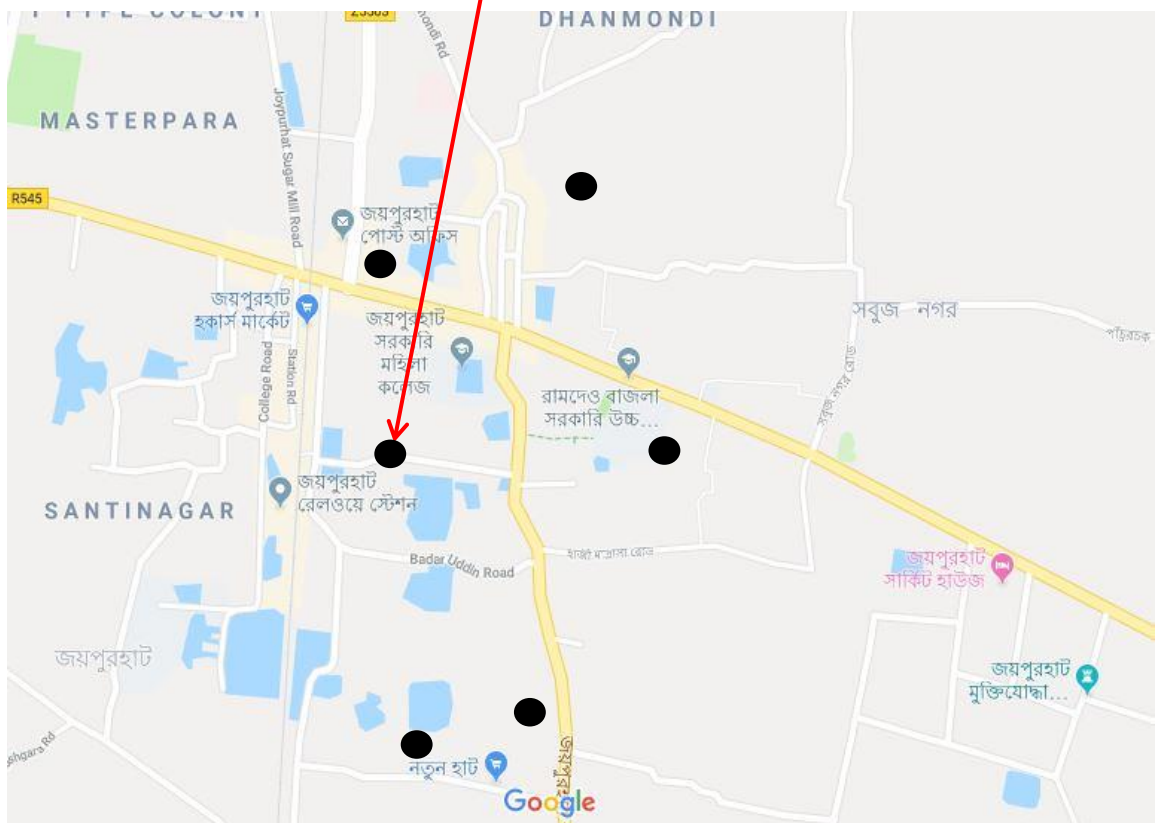 DHANMONDI
MASTERPARA
Joypurhat Sugar Mill Road
R545
জয়পুরহাট
পোস্ট অফিস
জয়পুরহাট
হকার্স মার্কেট
জয়পুরহাট
সরকারি
মহিলা
কলেজ
সবুজ নগর
রামদেও বাজলা
সরকারি উচ্চ...
সবুজ নগর রোড
College Road
Station Rd
জয়পুরহাট
রেলওয়ে স্টেশন
SANTINAGAR
Badar Uddin Road
জয়পুরহাট
সার্কিট হাউজ
জয়পুরহাট
জয়পুরহাট
মুক্তিযোদ্ধা...
নতুন হাট
Google